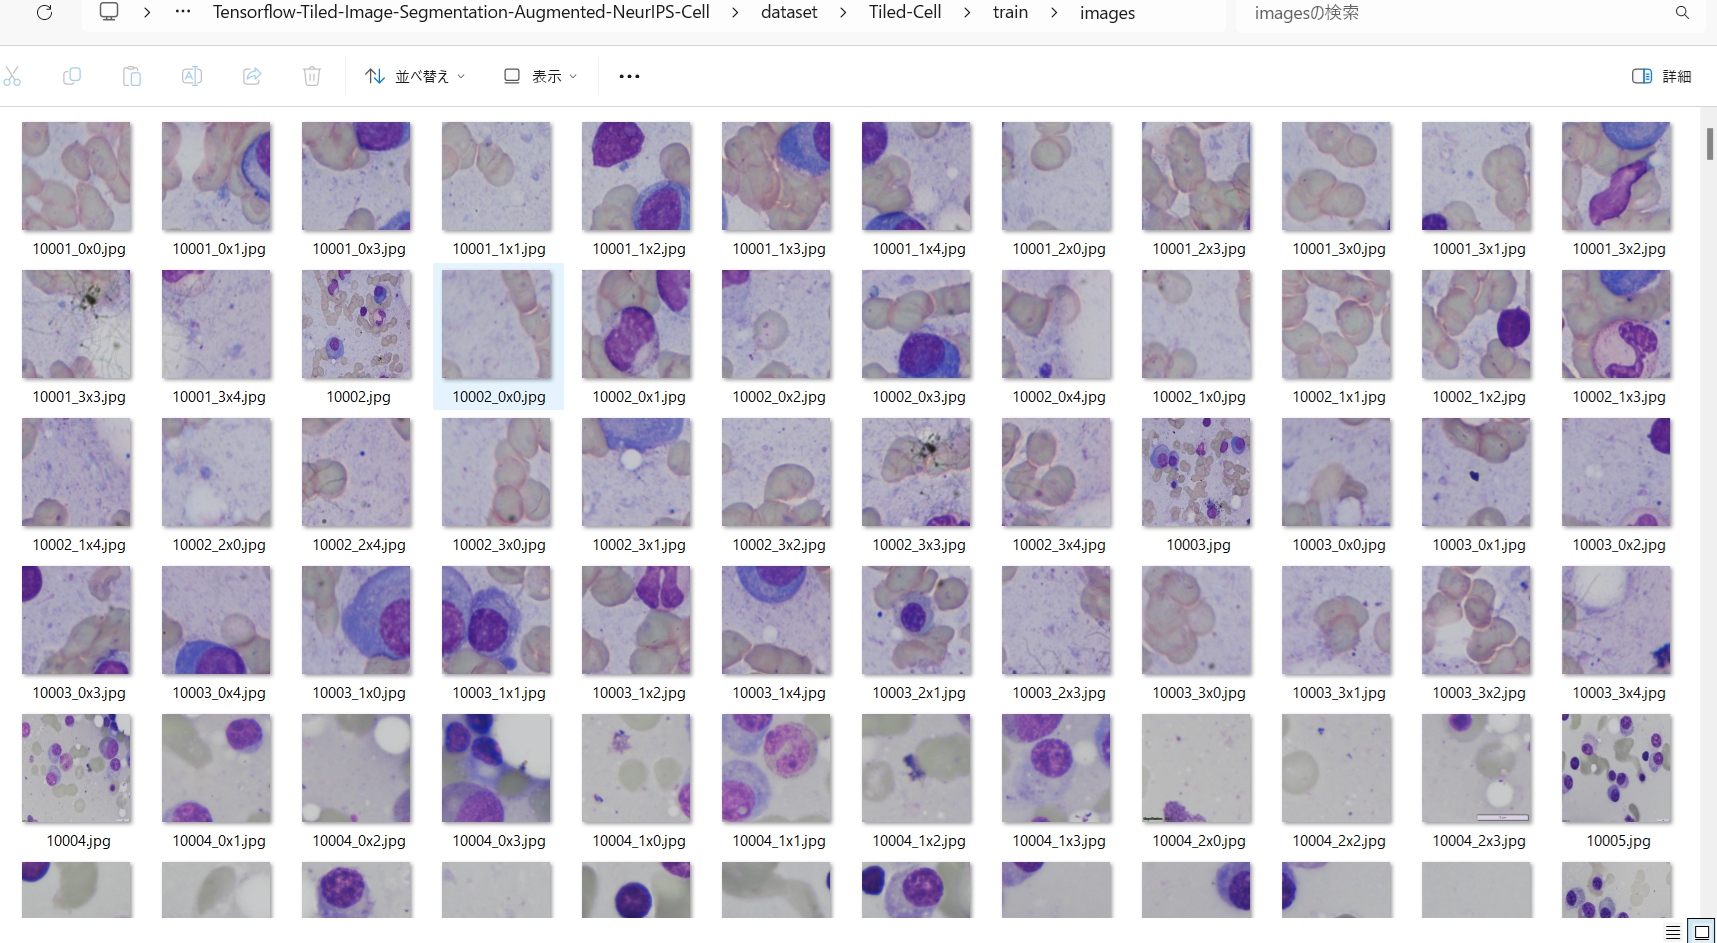 Tensorflow-Tiled-Image-Segmentation-Augmented-NeurIPS-Cell > dataset > Tiled-Cell > train > images
imagesの検索
並べ替え 表示 詳細
10001_0x0.jpg 10001_0x1.jpg 10001_0x3.jpg 10001_1x1.jpg 10001_1x2.jpg 10001_1x3.jpg 10001_1x4.jpg 10001_2x0.jpg 10001_2x3.jpg 10001_3x0.jpg 10001_3x1.jpg 10001_3x2.jpg
10001_3x3.jpg 10001_3x4.jpg 10002.jpg 10002_0x0.jpg 10002_0x1.jpg 10002_0x2.jpg 10002_0x3.jpg 10002_0x4.jpg 10002_1x0.jpg 10002_1x1.jpg 10002_1x2.jpg 10002_1x3.jpg
10002_1x4.jpg 10002_2x0.jpg 10002_2x4.jpg 10002_3x0.jpg 10002_3x1.jpg 10002_3x2.jpg 10002_3x3.jpg 10002_3x4.jpg 10003.jpg 10003_0x0.jpg 10003_0x1.jpg 10003_0x2.jpg
10003_0x3.jpg 10003_0x4.jpg 10003_1x0.jpg 10003_1x1.jpg 10003_1x2.jpg 10003_1x4.jpg 10003_2x1.jpg 10003_2x3.jpg 10003_3x0.jpg 10003_3x1.jpg 10003_3x2.jpg 10003_3x4.jpg
10004.jpg 10004_0x1.jpg 10004_0x2.jpg 10004_0x3.jpg 10004_1x0.jpg 10004_1x1.jpg 10004_1x2.jpg 10004_1x3.jpg 10004_2x0.jpg 10004_2x2.jpg 10004_2x3.jpg 10005.jpg